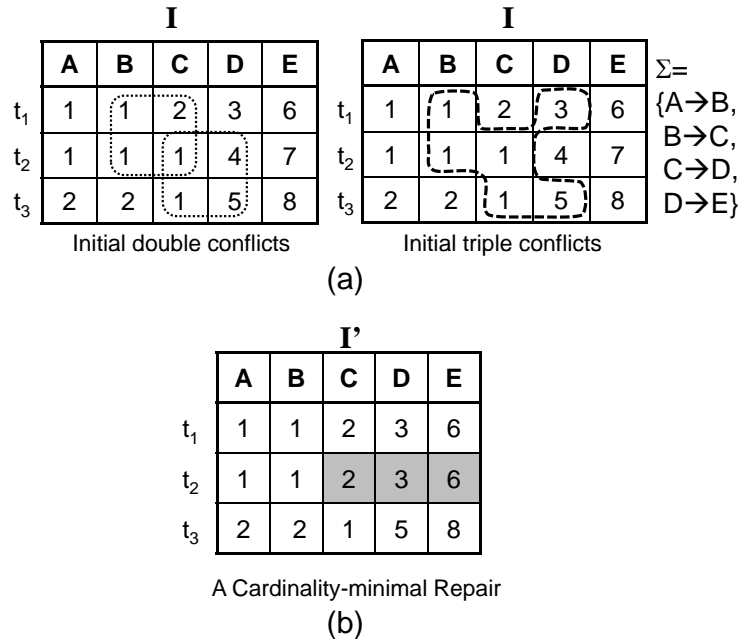 I
A B C D E
t1 1 1 2 3 6
t2 1 1 1 4 7
t3 2 2 1 5 8
Initial double conflicts
I
A B C D E
t1 1 1 2 3 6
t2 1 1 1 4 7
t3 2 2 1 5 8
Initial triple conflicts
Σ=
{A→B,
B→C,
C→D,
D→E}
(a)
I’
A B C D E
t1 1 1 2 3 6
t2 1 1 2 3 6
t3 2 2 1 5 8
A Cardinality-minimal Repair
(b)